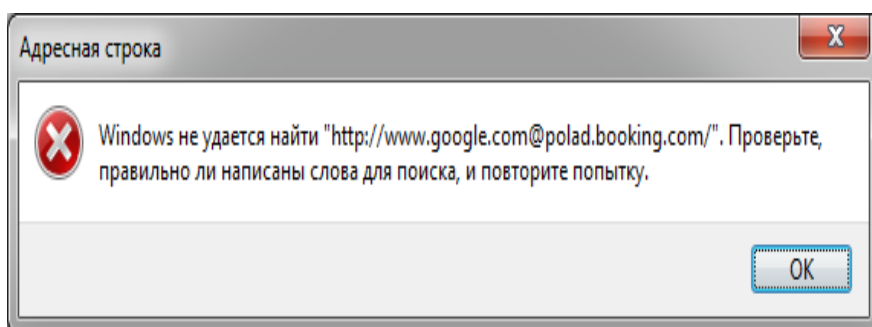 Адресная строка
Windows не удается найти "http://www.google.com@polad.booking.com/". Проверьте,
правильно ли написаны слова для поиска, и повторите попытку.
OK